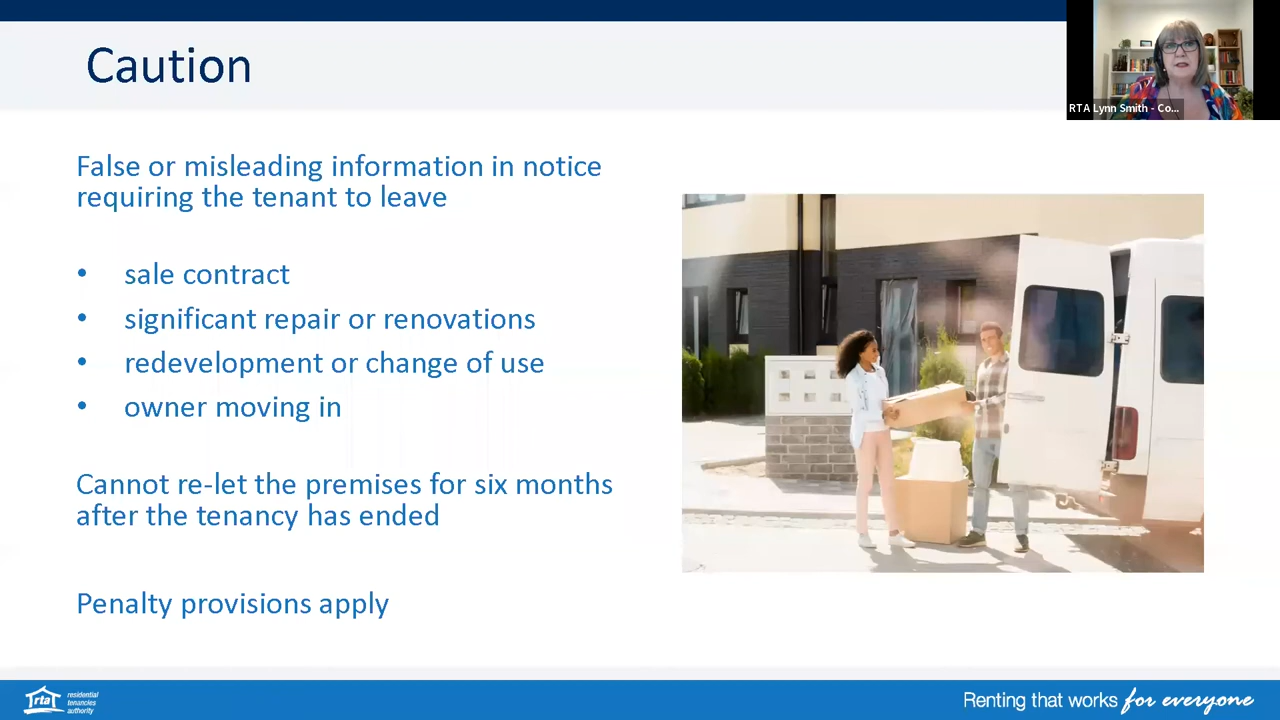 Caution
RTA Lynn Smith - Co...
False or misleading information in notice
requiring the tenant to leave
• sale contract
• significant repair or renovations
• redevelopment or change of use
• owner moving in
Cannot re-let the premises for six months
after the tenancy has ended
Penalty provisions apply
rta
residential
tenancies
authority
Renting that works for everyone